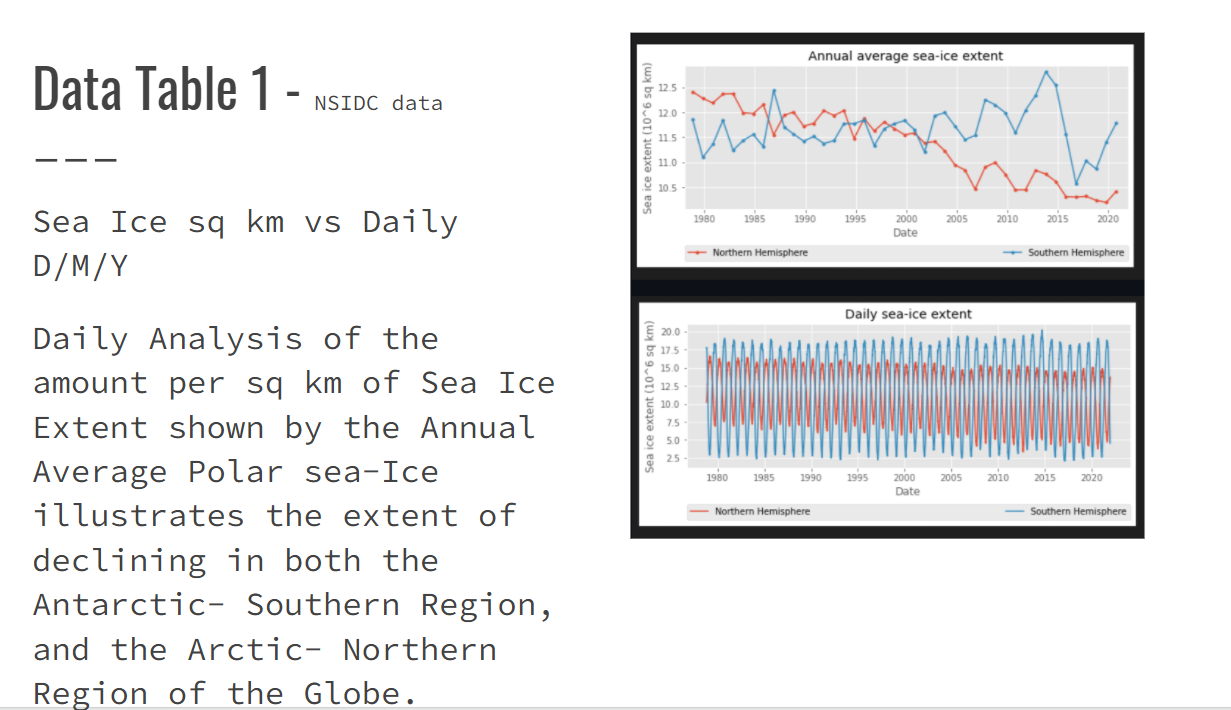 Data Table 1 - NSIDC data
Sea Ice sq km vs Daily
D/M/Y
Daily Analysis of the
amount per sq km of Sea Ice
Extent shown by the Annual
Average Polar sea-Ice
illustrates the extent of
declining in both the
Antarctic- Southern Region,
and the Arctic- Northern
Region of the Globe.
Annual average sea-ice extent
Sea ice extent (10^6 sq km)
12.5
12.0
11.5
11.0
10.5
1980 1985 1990 1995 2000 2005 2010 2015 2020
Date
Northern Hemisphere Southern Hemisphere
Daily sea-ice extent
Sea ice extent (10^6 sq km)
20.0
17.5
15.0
12.5
10.0
7.5
5.0
2.5
1980 1985 1990 1995 2000 2005 2010 2015 2020
Date
Northern Hemisphere Southern Hemisphere